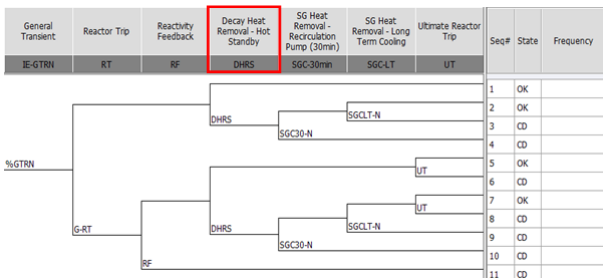 General Transient
Reactor Trip
Reactivity Feedback
Decay Heat Removal - Hot Standby
SG Heat Removal - Recirculation Pump (30min)
SG Heat Removal - Long Term Cooling
Ultimate Reactor Trip
Seq# State Frequency
IE-GTRN RT RF DHRS SGC-30min SGC-LT UT
1 OK
2 OK
SGCLT-N
DHRS
3 CD
SGC30-N
4 CD
%GTRN
5 OK
UT
6 CD
7 OK
UT
G-RT
DHRS
8 CD
SGCLT-N
9 CD
SGC30-N
10 CD
RF
11 CD